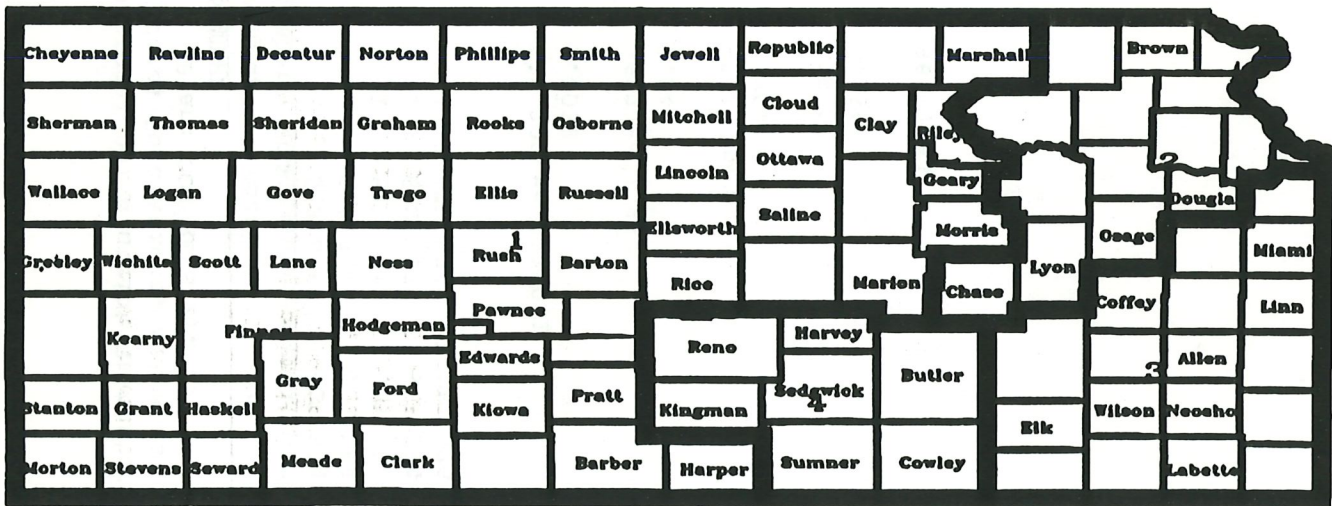 Cheyenne Rawlins Decatur Norton Phillips Smith Jewell Republic Marshall Brown
Sherman Thomas Sheridan Graham Rooks Osborne Mitchell Cloud Clay Riley
Wallace Logan Gove Trego Ellis Russell Lincoln Ottawa Geary 2
Saline Douglas
Greeley Wichita Scott Lane Ness Rush 1 Barton Ellsworth Morris Osage Miami
Rice Marion Chase Lyon
Kearny Finney Hodgeman Pawnee Coffey Linn
Edwards Reno Harvey Allen
Gray Ford Pratt Sedgwick 4 Butler 3
Stanton Grant Haskell Kiowa Kingman Elk Wilson Neosho
Morton Stevens Seward Meade Clark Barber Harper Sumner Cowley Labette